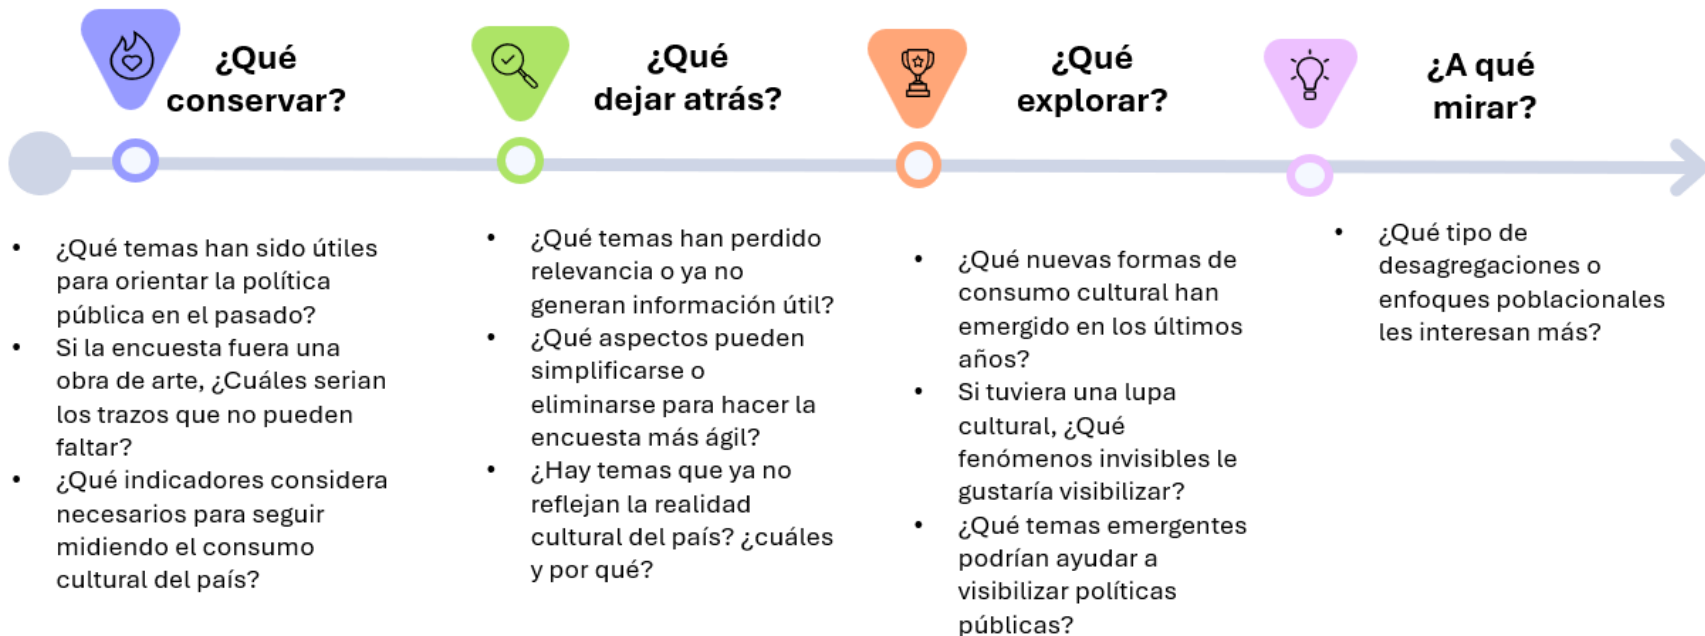 ¿Qué
conservar?
¿Qué
dejar atrás?
¿Qué
explorar?
¿A qué
mirar?
• ¿Qué temas han sido útiles
para orientar la política
pública en el pasado?
• Si la encuesta fuera una
obra de arte, ¿Cuáles serian
los trazos que no pueden
faltar?
• ¿Qué indicadores considera
necesarios para seguir
midiendo el consumo
cultural del país?
• ¿Qué temas han perdido
relevancia o ya no
generan información útil?
• ¿Qué aspectos pueden
simplificarse o
eliminarse para hacer la
encuesta más ágil?
• ¿Hay temas que ya no
reflejan la realidad
cultural del país? ¿cuáles
y por qué?
• ¿Qué nuevas formas de
consumo cultural han
emergido en los últimos
años?
• Si tuviera una lupa
cultural, ¿Qué
fenómenos invisibles le
gustaría visibilizar?
• ¿Qué temas emergentes
podrían ayudar a
visibilizar políticas
públicas?
• ¿Qué tipo de
desagregaciones o
enfoques poblacionales
les interesan más?